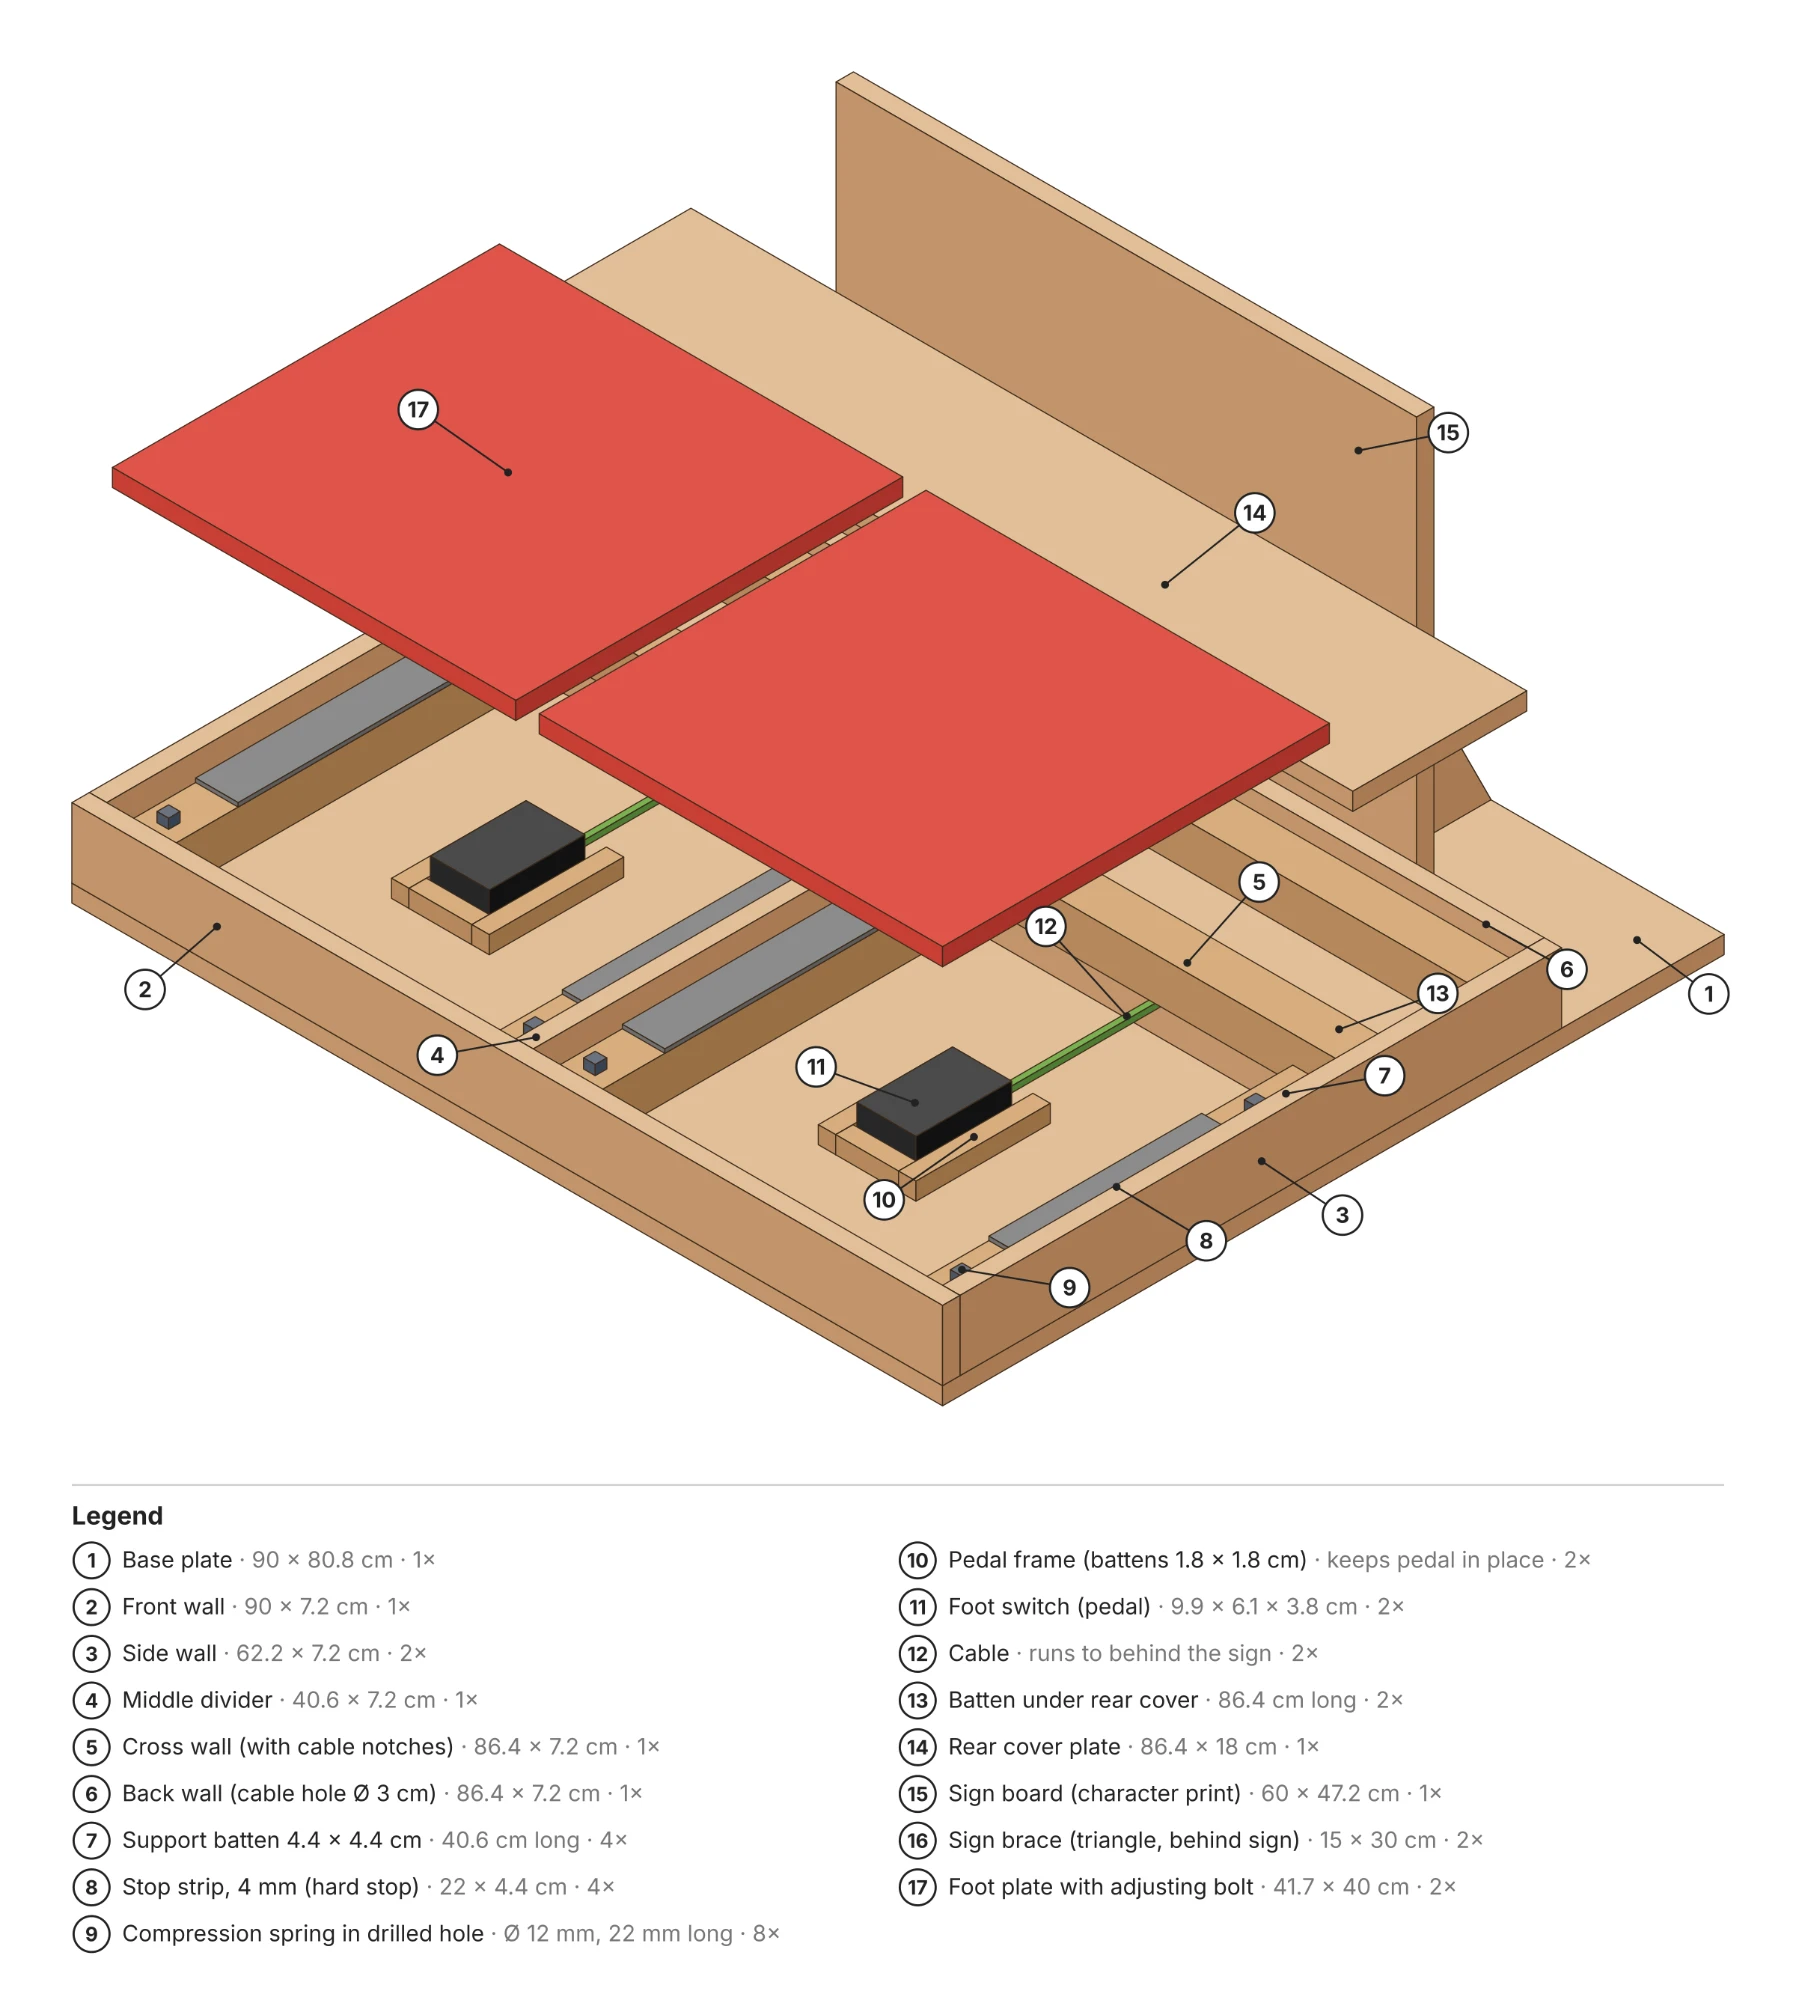 17
15
14
5
12
6
13
1
2
4
11
7
10
3
8
9
Legend
1 Base plate · 90 × 80.8 cm · 1×
2 Front wall · 90 × 7.2 cm · 1×
3 Side wall · 62.2 × 7.2 cm · 2×
4 Middle divider · 40.6 × 7.2 cm · 1×
5 Cross wall (with cable notches) · 86.4 × 7.2 cm · 1×
6 Back wall (cable hole Ø 3 cm) · 86.4 × 7.2 cm · 1×
7 Support batten 4.4 × 4.4 cm · 40.6 cm long · 4×
8 Stop strip, 4 mm (hard stop) · 22 × 4.4 cm · 4×
9 Compression spring in drilled hole · Ø 12 mm, 22 mm long · 8×
10 Pedal frame (battens 1.8 × 1.8 cm) · keeps pedal in place · 2×
11 Foot switch (pedal) · 9.9 × 6.1 × 3.8 cm · 2×
12 Cable · runs to behind the sign · 2×
13 Batten under rear cover · 86.4 cm long · 2×
14 Rear cover plate · 86.4 × 18 cm · 1×
15 Sign board (character print) · 60 × 47.2 cm · 1×
16 Sign brace (triangle, behind sign) · 15 × 30 cm · 2×
17 Foot plate with adjusting bolt · 41.7 × 40 cm · 2×